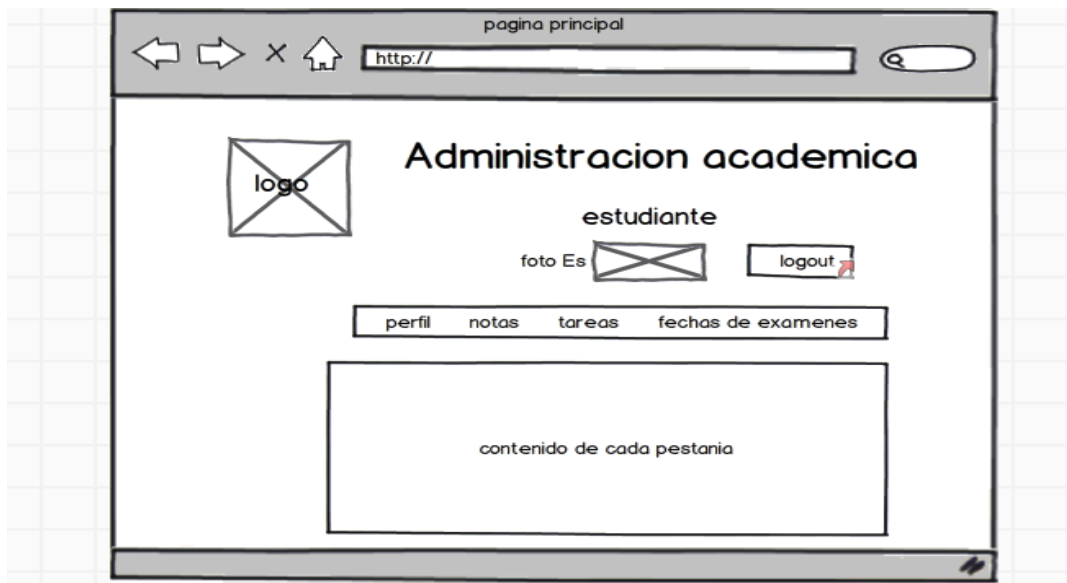 pagina principal
http://
logo
Administracion academica
estudiante
foto Es
logout
perfil notas tareas fechas de examenes
contenido de cada pestania